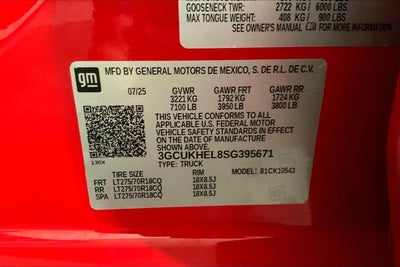 GOOSENECK TWR: 2722 KG / 6000 LBS
MAX TONGUE WEIGHT: 408 KG / 900 LBS
SEE OWNER'S MANUAL FOR
gm
MFD BY GENERAL MOTORS DE MEXICO, S. DE R.L. DE C.V.
07/25 GVWR GAWR FRT GAWR RR
3221 KG 1792 KG 1724 KG
7100 LB 3950 LB 3800 LB
THIS VEHICLE CONFORMS TO ALL
APPLICABLE U.S. FEDERAL MOTOR
VEHICLE SAFETY STANDARDS IN EFFECT
ON THE DATE OF MANUFACTURE
SHOWN ABOVE.
3GCUKHEL8SG395671
TYPE: TRUCK
130X
TIRE SIZE RIM MODEL: 81CK10543
FRT LT275/70R18CQ 18X8.5J
RR LT275/70R18CQ 18X8.5J
SPA LT275/70R18CQ 18X8.5J